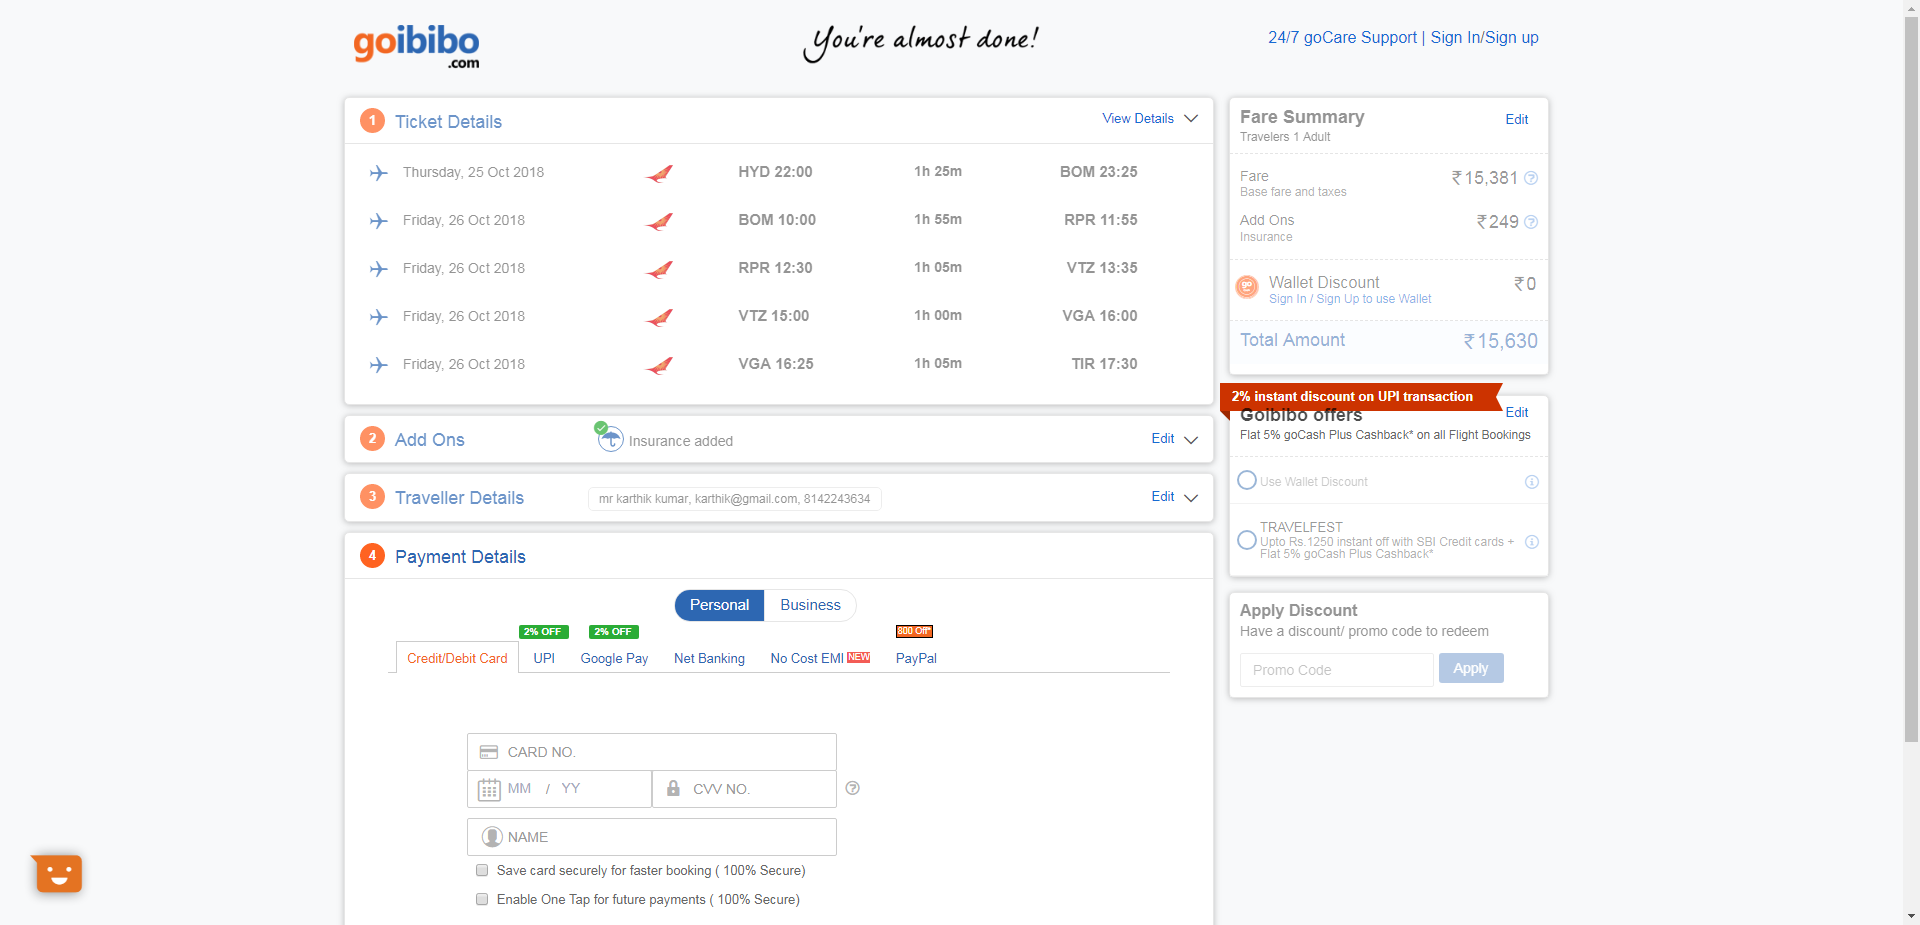 goibibo
.com
You're almost done!
24/7 goCare Support | Sign In/Sign up
1 Ticket Details
View Details
Thursday, 25 Oct 2018 HYD 22:00 1h 25m BOM 23:25
Friday, 26 Oct 2018 BOM 10:00 1h 55m RPR 11:55
Friday, 26 Oct 2018 RPR 12:30 1h 05m VTZ 13:35
Friday, 26 Oct 2018 VTZ 15:00 1h 00m VGA 16:00
Friday, 26 Oct 2018 VGA 16:25 1h 05m TIR 17:30
2 Add Ons
Insurance added
Edit
3 Traveller Details
mr karthik kumar, karthik@gmail.com, 8142243634
Edit
4 Payment Details
Personal Business
2% OFF 2% OFF 800 Off*
Credit/Debit Card UPI Google Pay Net Banking No Cost EMI NEW PayPal
CARD NO.
MM / YY CVV NO.
NAME
Save card securely for faster booking ( 100% Secure)
Enable One Tap for future payments ( 100% Secure)
Fare Summary Edit
Travelers 1 Adult
Fare ₹15,381
Base fare and taxes
Add Ons ₹249
Insurance
go
Wallet Discount ₹0
Sign In / Sign Up to use Wallet
Total Amount ₹15,630
2% instant discount on UPI transaction
Goibibo offers Edit
Flat 5% goCash Plus Cashback* on all Flight Bookings
Use Wallet Discount
TRAVELFEST
Upto Rs.1250 instant off with SBI Credit cards +
Flat 5% goCash Plus Cashback*
Apply Discount
Have a discount/ promo code to redeem
Promo Code Apply